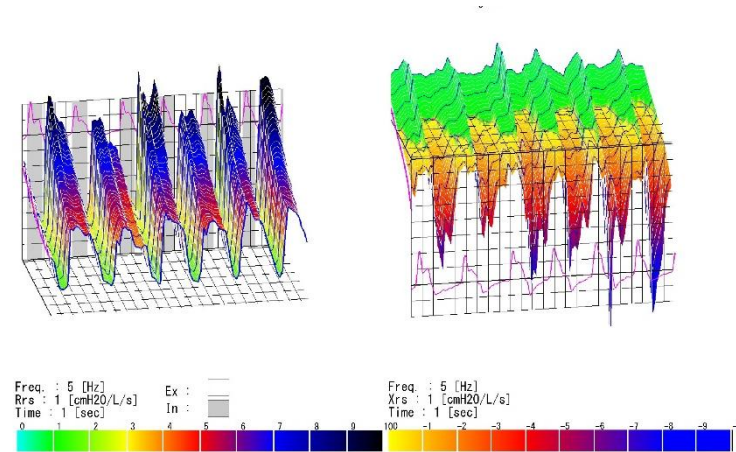 Freq. : 5 [Hz]
Rrs : 1 [cmH2O/L/s]
Time : 1 [sec]
Ex :
In :
0 1 2 3 4 5 6 7 8 9
Freq. : 5 [Hz]
Xrs : 1 [cmH2O/L/s]
Time : 1 [sec]
100 -1 -2 -3 -4 -5 -6 -7 -8 -9